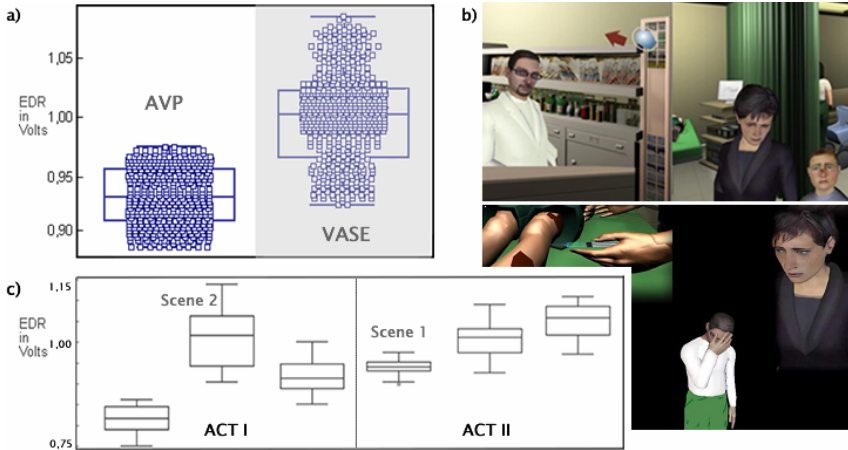 a)
1,05
EDR
in
Volts
1,00
0,95
0,90
AVP
VASE
b)
c)
1,15
EDR
in
Volts
1,00
0,75
Scene 2
ACT I
Scene 1
ACT II